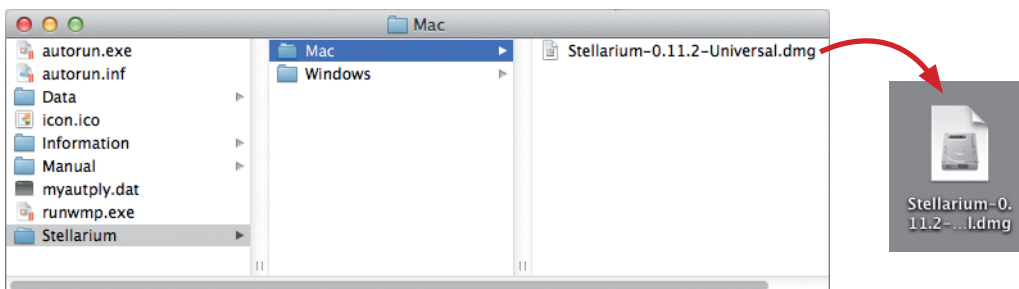 Mac
autorun.exe
autorun.inf
Data
icon.ico
Information
Manual
myautply.dat
runwmp.exe
Stellarium
Mac
Windows
Stellarium-0.11.2-Universal.dmg
Stellarium-0.
11.2-...l.dmg